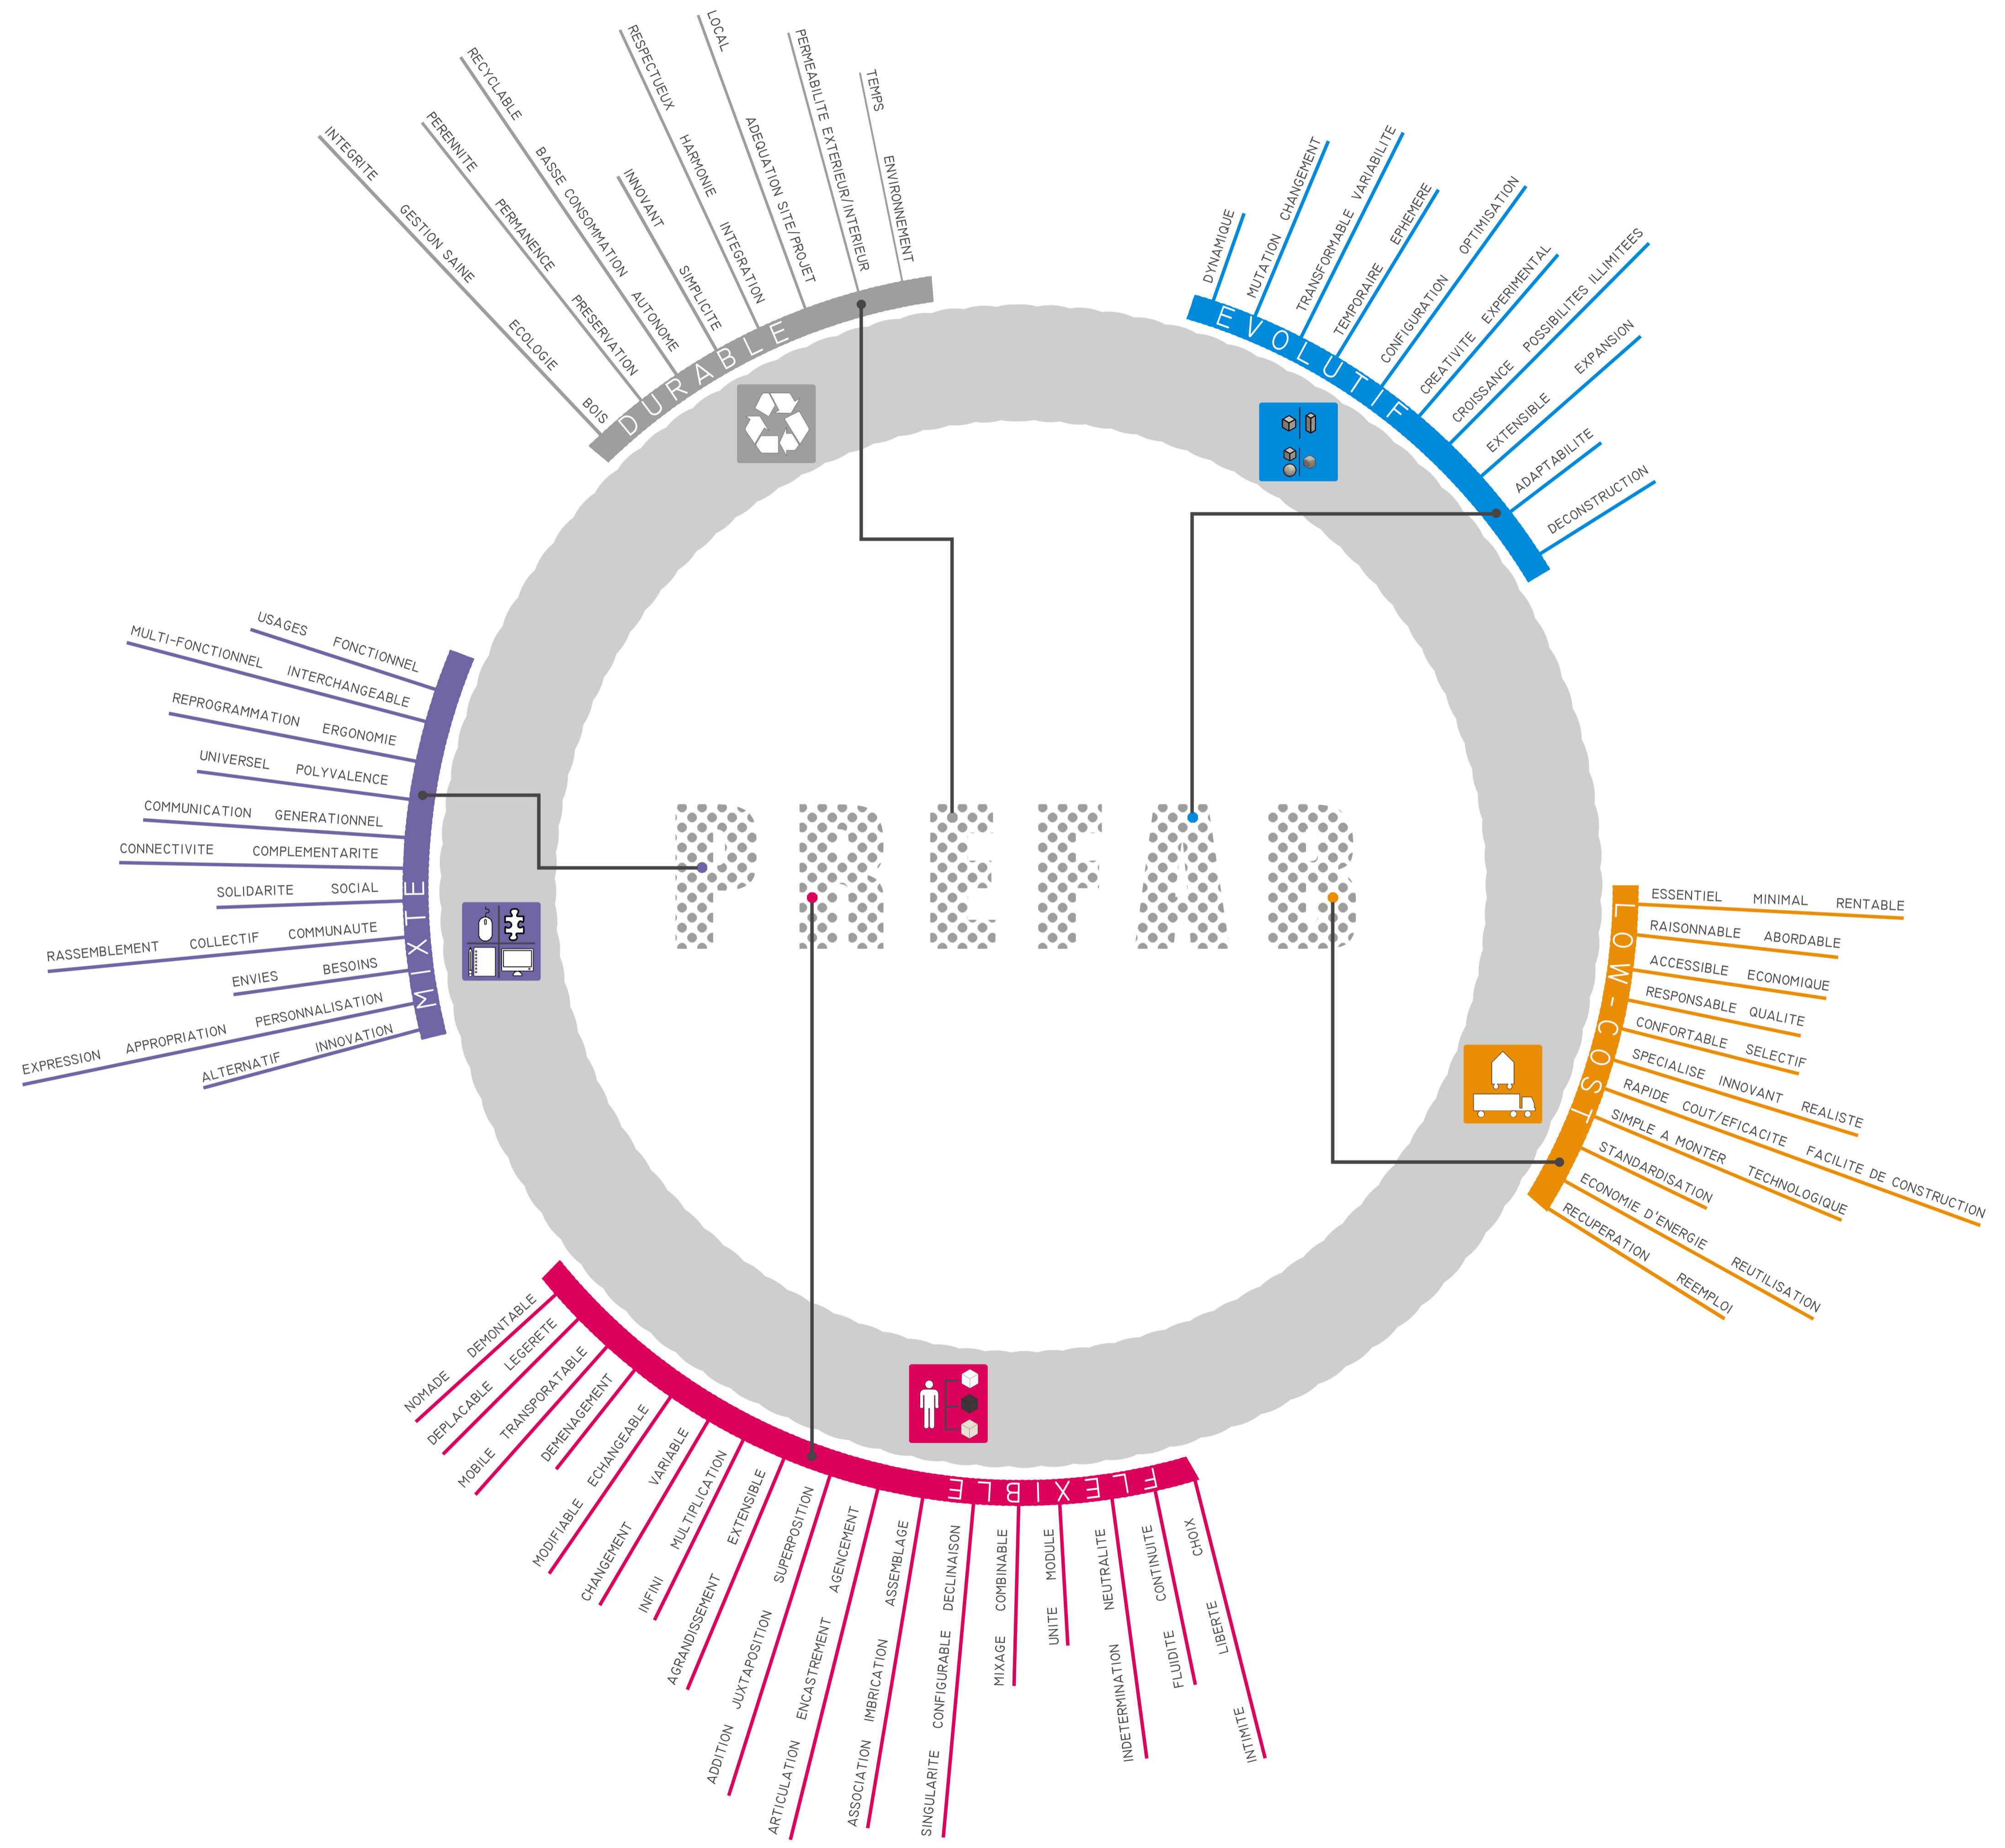 PREFAB
DURABLE
INTEGRITE GESTION SAINE ECOLOGIE BOIS
PERENNITE PERMANENCE PRESERVATION
RECYCLABLE BASSE CONSOMMATION AUTONOME
INNOVANT SIMPLICITE
RESPECTUEUX HARMONIE INTEGRATION
LOCAL ADEQUATION SITE/PROJET
PERMEABILITE EXTERIEUR/INTERIEUR
TEMPS ENVIRONNEMENT
EVOLUTIF
DYNAMIQUE
MUTATION CHANGEMENT
TRANSFORMABLE VARIABILITE
TEMPORAIRE EPHEMERE
CONFIGURATION OPTIMISATION
CREATIVITE EXPERIMENTAL
CROISSANCE POSSIBILITES ILLIMITEES
EXTENSIBLE EXPANSION
ADAPTABILITE
DECONSTRUCTION
LOW-COST
ESSENTIEL MINIMAL RENTABLE
RAISONNABLE ABORDABLE
ACCESSIBLE ECONOMIQUE
RESPONSABLE QUALITE
CONFORTABLE SELECTIF
SPECIALISE INNOVANT REALISTE
RAPIDE COUT/EFICACITE FACILITE DE CONSTRUCTION
SIMPLE A MONTER TECHNOLOGIQUE
STANDARDISATION
ECONOMIE D'ENERGIE REUTILISATION
RECUPERATION REEMPLOI
FLEXIBLE
CHOIX LIBERTE INTIMITE
FLUIDITE CONTINUITE
INDETERMINATION NEUTRALITE
UNITE MODULE
MIXAGE COMBINABLE
SINGULARITE CONFIGURABLE DECLINAISON
ASSOCIATION IMBRICATION ASSEMBLAGE
ARTICULATION ENCASTREMENT AGENCEMENT
ADDITION JUXTAPOSITION SUPERPOSITION
AGRANDISSEMENT EXTENSIBLE
INFINI MULTIPLICATION
CHANGEMENT VARIABLE
MODIFIABLE ECHANGEABLE
DEMENAGEMENT
MOBILE TRANSPORATABLE
DEPLACABLE LEGERETE
NOMADE DEMONTABLE
MIXTE
USAGES FONCTIONNEL
MULTI-FONCTIONNEL INTERCHANGEABLE
REPROGRAMMATION ERGONOMIE
UNIVERSEL POLYVALENCE
COMMUNICATION GENERATIONNEL
CONNECTIVITE COMPLEMENTARITE
SOLIDARITE SOCIAL
RASSEMBLEMENT COLLECTIF COMMUNAUTE
ENVIES BESOINS
EXPRESSION APPROPRIATION PERSONNALISATION
ALTERNATIF INNOVATION